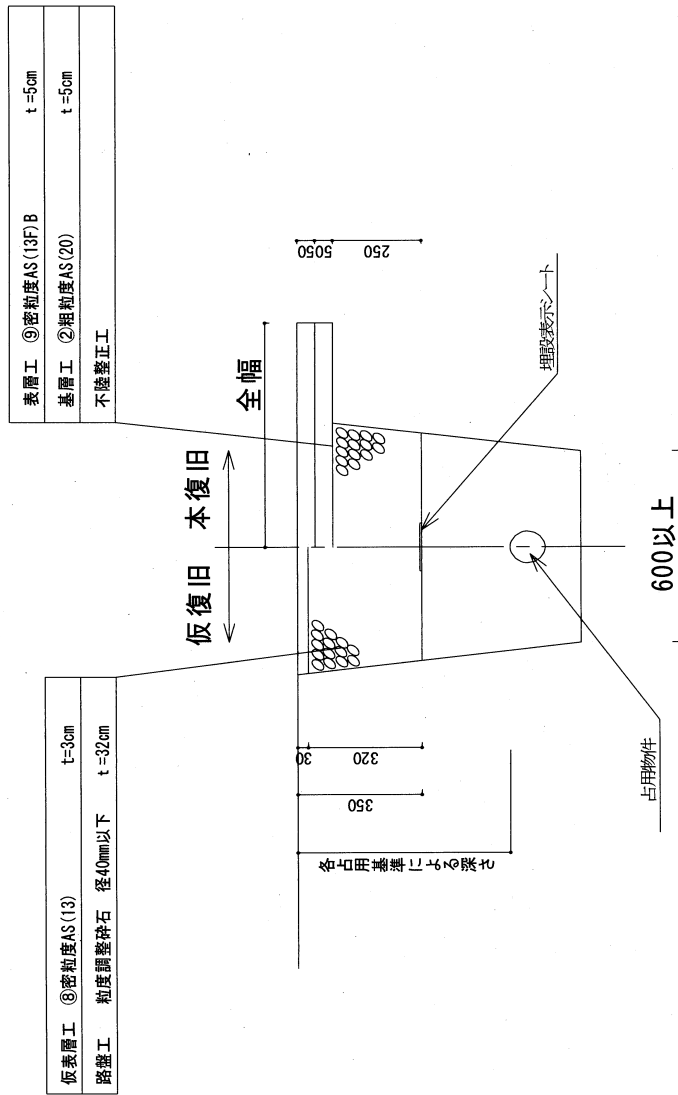 仮表層工 ⑧密粒度AS(13) t=3cm
路盤工 粒度調整砕石 径40mm以下 t=32cm
表層工 ⑨密粒度AS(13F)B t=5cm
基層工 ②粗粒度AS(20) t=5cm
不陸整正工
仮復旧 本復旧
全幅
30
320
350
各占用基準による深さ
50
50
250
埋設表示シート
占用物件
600以上